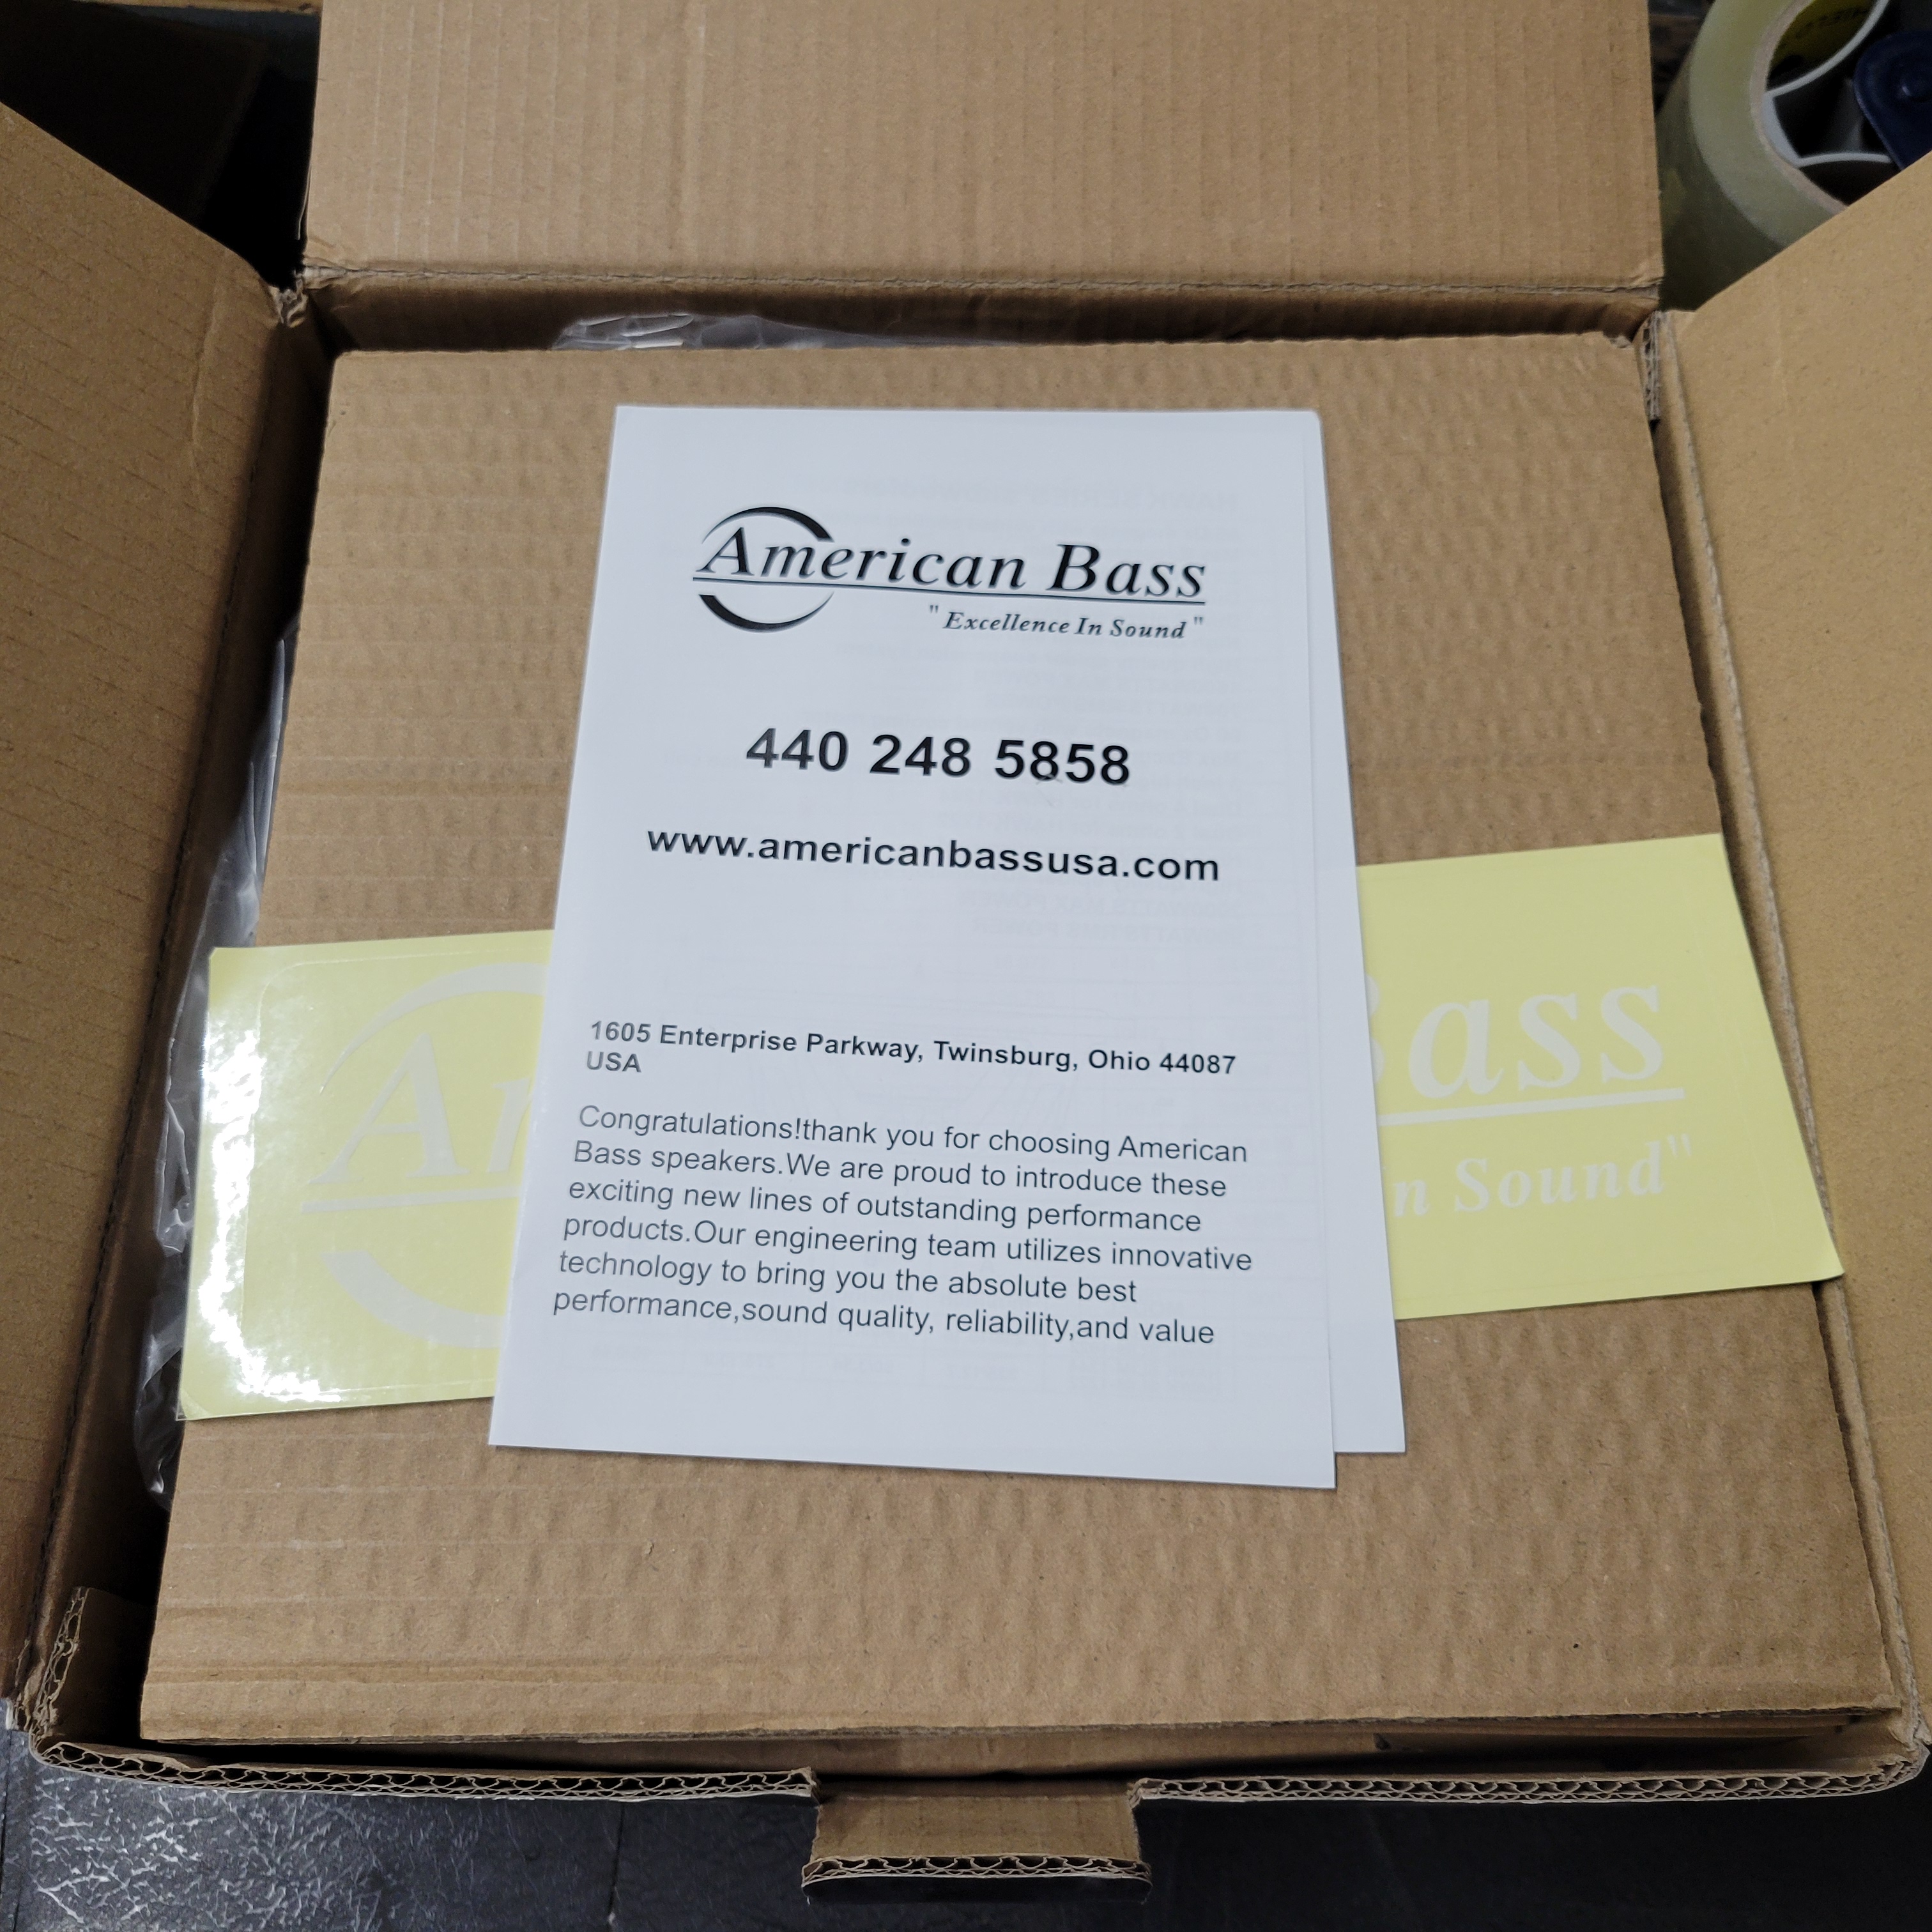 American Bass
"Excellence In Sound"
440 248 5858
www.americanbassusa.com
1605 Enterprise Parkway, Twinsburg, Ohio 44087
USA
Congratulations!thank you for choosing American
Bass speakers.We are proud to introduce these
exciting new lines of outstanding performance
products.Our engineering team utilizes innovative
technology to bring you the absolute best
performance,sound quality, reliability,and value
Am
Bass
In Sound"